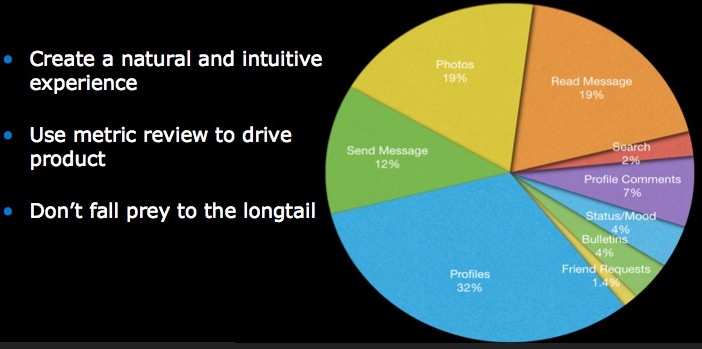 Create a natural and intuitive
experience
Use metric review to drive
product
Don't fall prey to the longtail
Photos
19%
Read Message
19%
Search
2%
Send Message
12%
Profile Comments
7%
Status/Mood
4%
Bulletins
4%
Friend Requests
1.4%
Profiles
32%